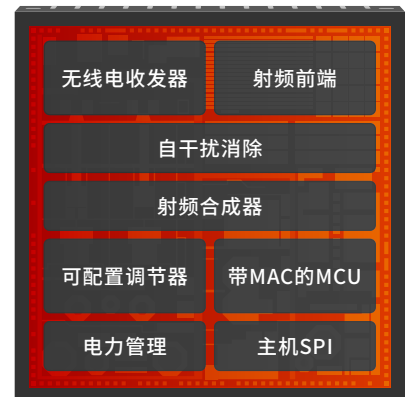 无线电收发器
射频前端
自干扰消除
射频合成器
可配置调节器
带MAC的MCU
电力管理
主机SPI